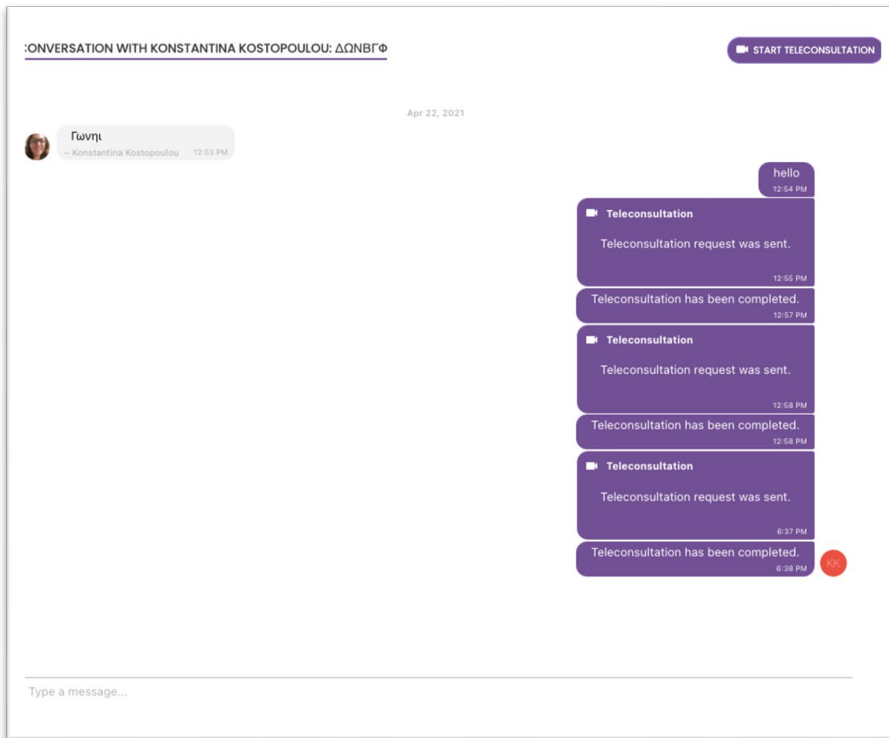 :ONVERSATION WITH KONSTANTINA KOSTOPOULOU: ΔΩΝΒΓΦ
START TELECONSULTATION
Apr 22, 2021
Γωνηι
– Konstantina Kostopoulou 12:53 PM
hello
12:54 PM
Teleconsultation
Teleconsultation request was sent.
12:55 PM
Teleconsultation has been completed.
12:57 PM
Teleconsultation
Teleconsultation request was sent.
12:58 PM
Teleconsultation has been completed.
12:58 PM
Teleconsultation
Teleconsultation request was sent.
6:37 PM
Teleconsultation has been completed.
6:38 PM
KK
Type a message...